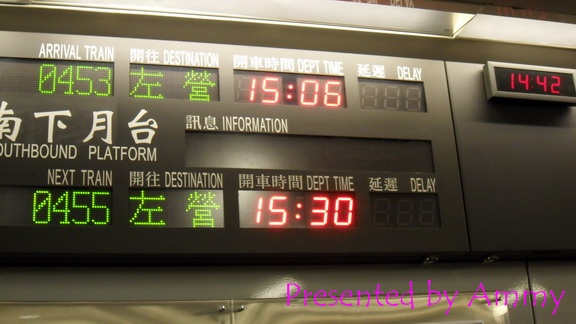 ARRIVAL TRAIN 開往 DESTINATION 開車時間 DEPT TIME 延遲 DELAY
0453 左營 15:06
14:42
南下月台 訊息 INFORMATION
SOUTHBOUND PLATFORM
NEXT TRAIN 開往 DESTINATION 開車時間 DEPT TIME 延遲 DELAY
0455 左營 15:30
Presented by Ammy